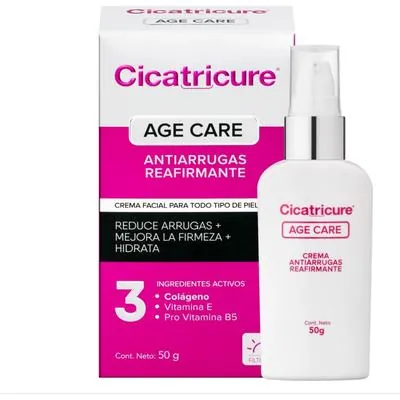 Cicatricure
AGE CARE
ANTIARRUGAS
REAFIRMANTE
CREMA FACIAL PARA TODO TIPO DE PIEL
REDUCE ARRUGAS +
MEJORA LA FIRMEZA +
HIDRATA
3
INGREDIENTES ACTIVOS
• Colágeno
• Vitamina E
• Pro Vitamina B5
Cont. Neto: 50 g
Cicatricure
AGE CARE
CREMA
ANTIARRUGAS
REAFIRMANTE
Cont. Neto
50g